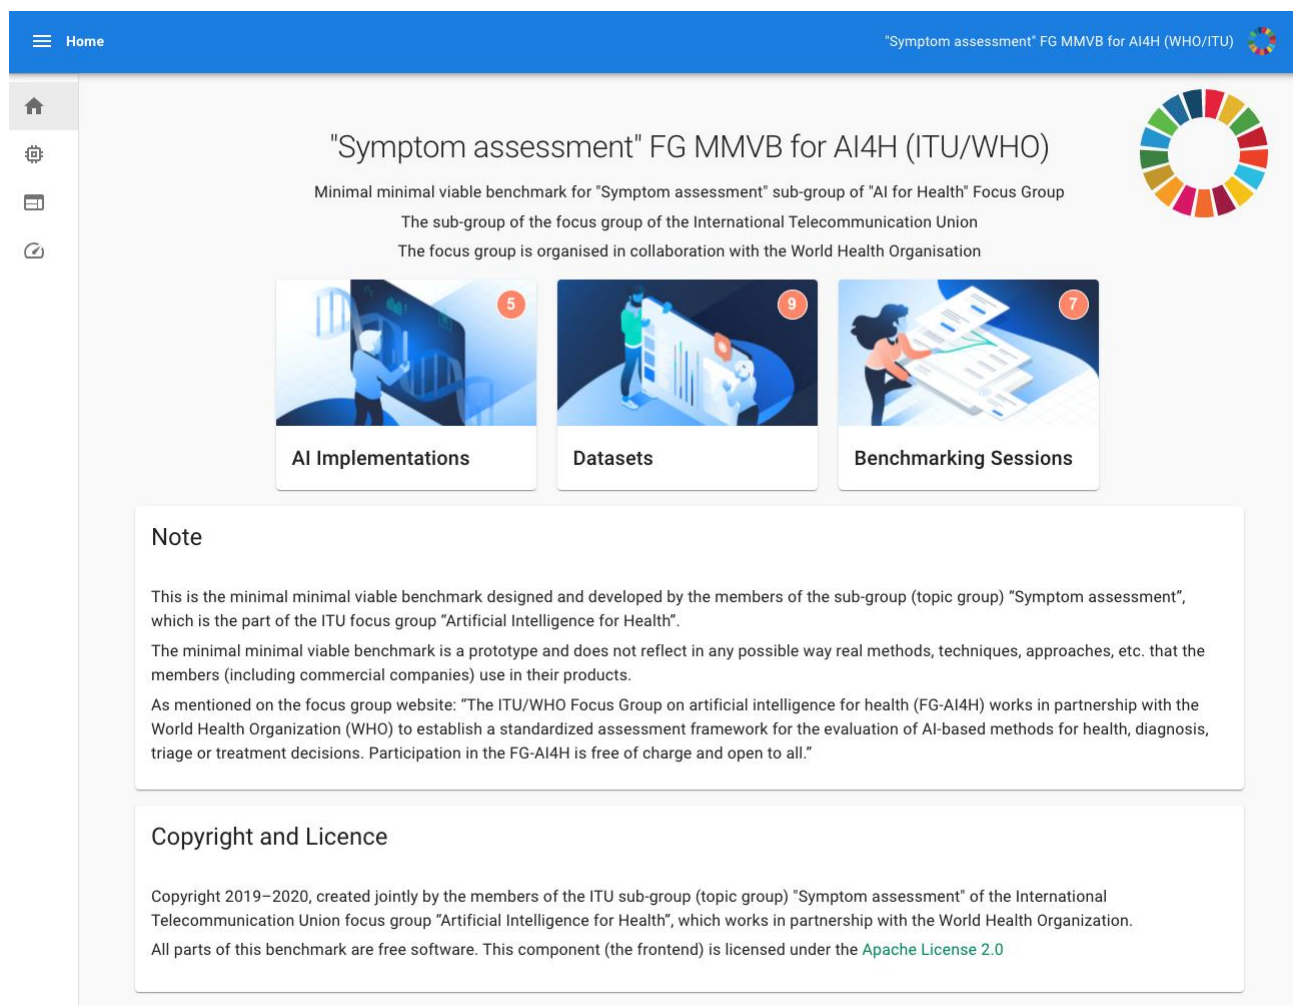 Home
"Symptom assessment" FG MMVB for AI4H (WHO/ITU)
"Symptom assessment" FG MMVB for AI4H (ITU/WHO)
Minimal minimal viable benchmark for "Symptom assessment" sub-group of "AI for Health" Focus Group
The sub-group of the focus group of the International Telecommunication Union
The focus group is organised in collaboration with the World Health Organisation
5
9
7
AI Implementations
Datasets
Benchmarking Sessions
Note
This is the minimal minimal viable benchmark designed and developed by the members of the sub-group (topic group) “Symptom assessment”,
which is the part of the ITU focus group “Artificial Intelligence for Health”.
The minimal minimal viable benchmark is a prototype and does not reflect in any possible way real methods, techniques, approaches, etc. that the
members (including commercial companies) use in their products.
As mentioned on the focus group website: “The ITU/WHO Focus Group on artificial intelligence for health (FG-AI4H) works in partnership with the
World Health Organization (WHO) to establish a standardized assessment framework for the evaluation of AI-based methods for health, diagnosis,
triage or treatment decisions. Participation in the FG-AI4H is free of charge and open to all.”
Copyright and Licence
Copyright 2019–2020, created jointly by the members of the ITU sub-group (topic group) "Symptom assessment" of the International
Telecommunication Union focus group “Artificial Intelligence for Health”, which works in partnership with the World Health Organization.
All parts of this benchmark are free software. This component (the frontend) is licensed under the Apache License 2.0